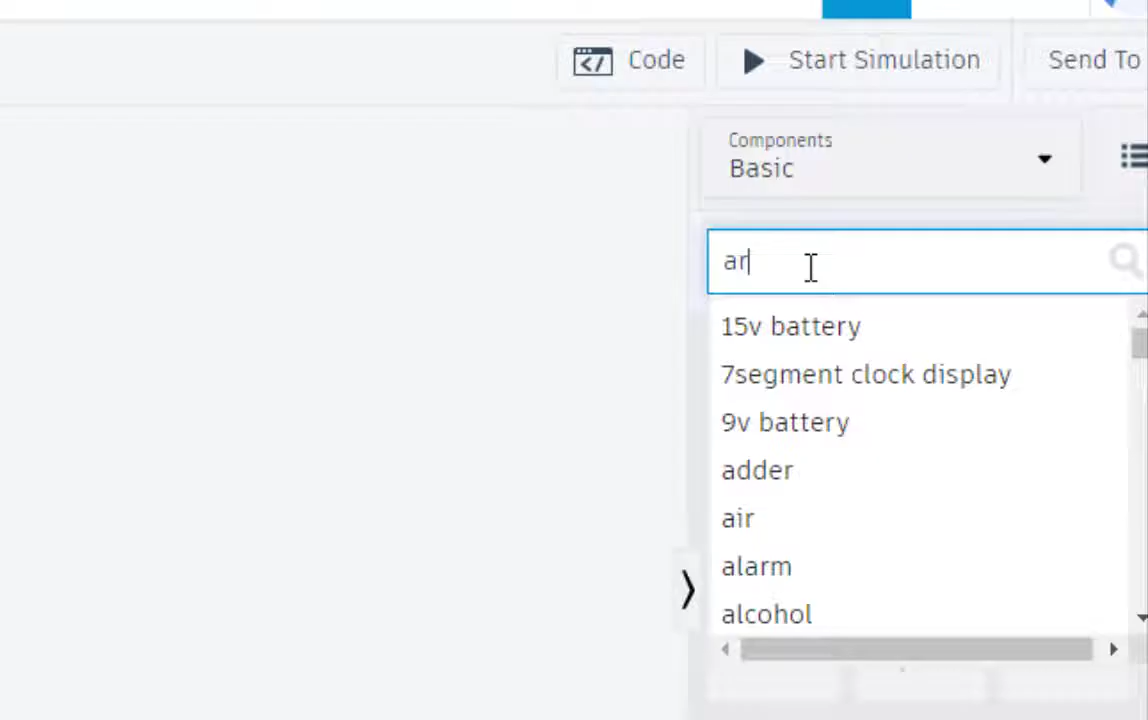 Code
Start Simulation
Send To
Components
Basic
ar
15v battery
7segment clock display
9v battery
adder
air
alarm
alcohol